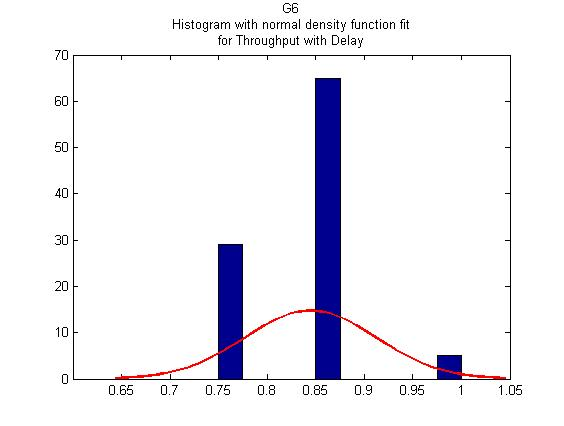 G6
Histogram with normal density function fit
for Throughput with Delay
70
60
50
40
30
20
10
0
0.65 0.7 0.75 0.8 0.85 0.9 0.95 1 1.05